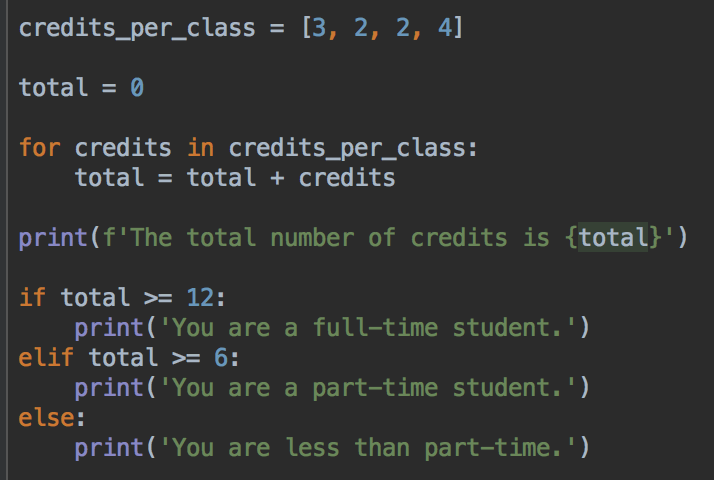 credits_per_class = [3, 2, 2, 4]
total = 0
for credits in credits_per_class:
    total = total + credits
print(f'The total number of credits is {total}')
if total >= 12:
    print('You are a full-time student.')
elif total >= 6:
    print('You are a part-time student.')
else:
    print('You are less than part-time.')